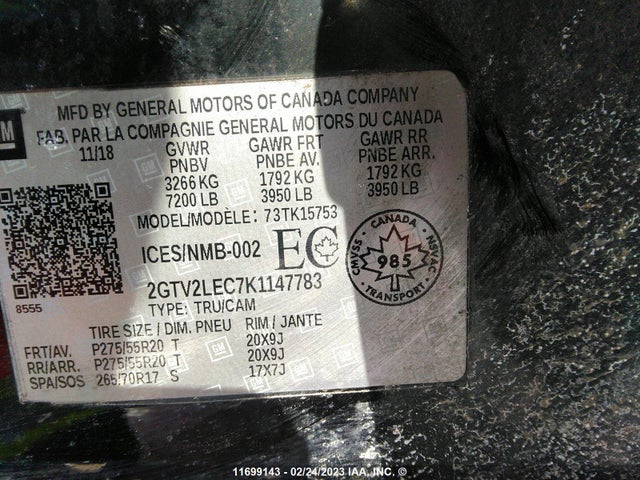 GM
MFD BY GENERAL MOTORS OF CANADA COMPANY
FAB. PAR LA COMPAGNIE GENERAL MOTORS DU CANADA
11/18 GVWR GAWR FRT GAWR RR
PNBV PNBE AV. PNBE ARR.
3266 KG 1792 KG 1792 KG
7200 LB 3950 LB 3950 LB
MODEL/MODÈLE: 73TK15753
ICES/NMB-002 EC
CANADA
CMVSS 985 NSVAC
TRANSPORT
2GTV2LEC7K1147783
8555 TYPE: TRU/CAM
TIRE SIZE / DIM. PNEU RIM / JANTE
FRT/AV. P275/55R20 T 20X9J
RR/ARR. P275/55R20 T 20X9J
SPA/SOS 265/70R17 S 17X7J
11699143 - 02/24/2023 IAA, INC. ©